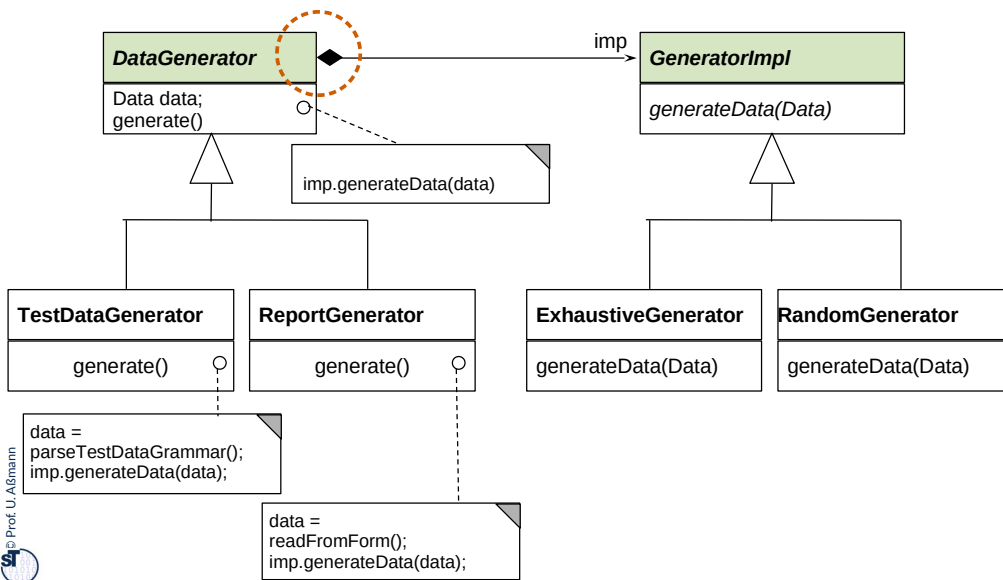 DataGenerator
imp
GeneratorImpl
Data data;
generate()
generateData(Data)
imp.generateData(data)
TestDataGenerator
ReportGenerator
ExhaustiveGenerator
RandomGenerator
generate()
generate()
generateData(Data)
generateData(Data)
data =
parseTestDataGrammar();
imp.generateData(data);
data =
readFromForm();
imp.generateData(data);
© Prof. U. Aßmann
ST